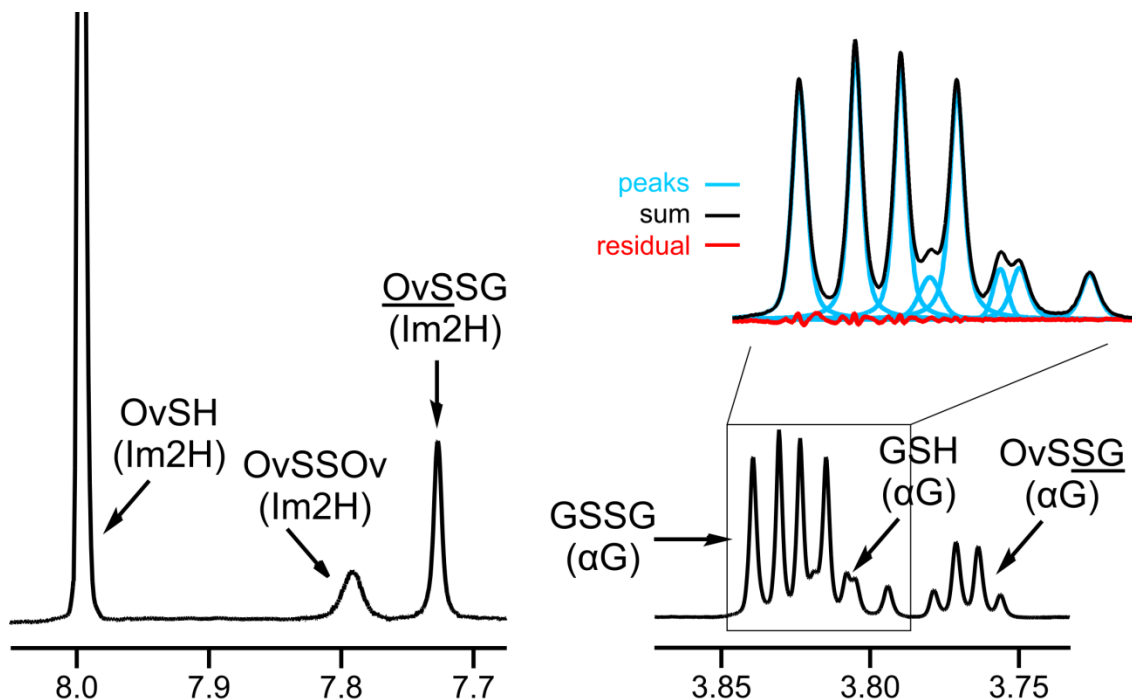 peaks
sum
residual
OvSSG
(Im2H)
OvSH
(Im2H)
OvSSOv
(Im2H)
GSSG
(αG)
GSH
(αG)
OvSSG
(αG)
8.0 7.9 7.8 7.7
3.85 3.80 3.75